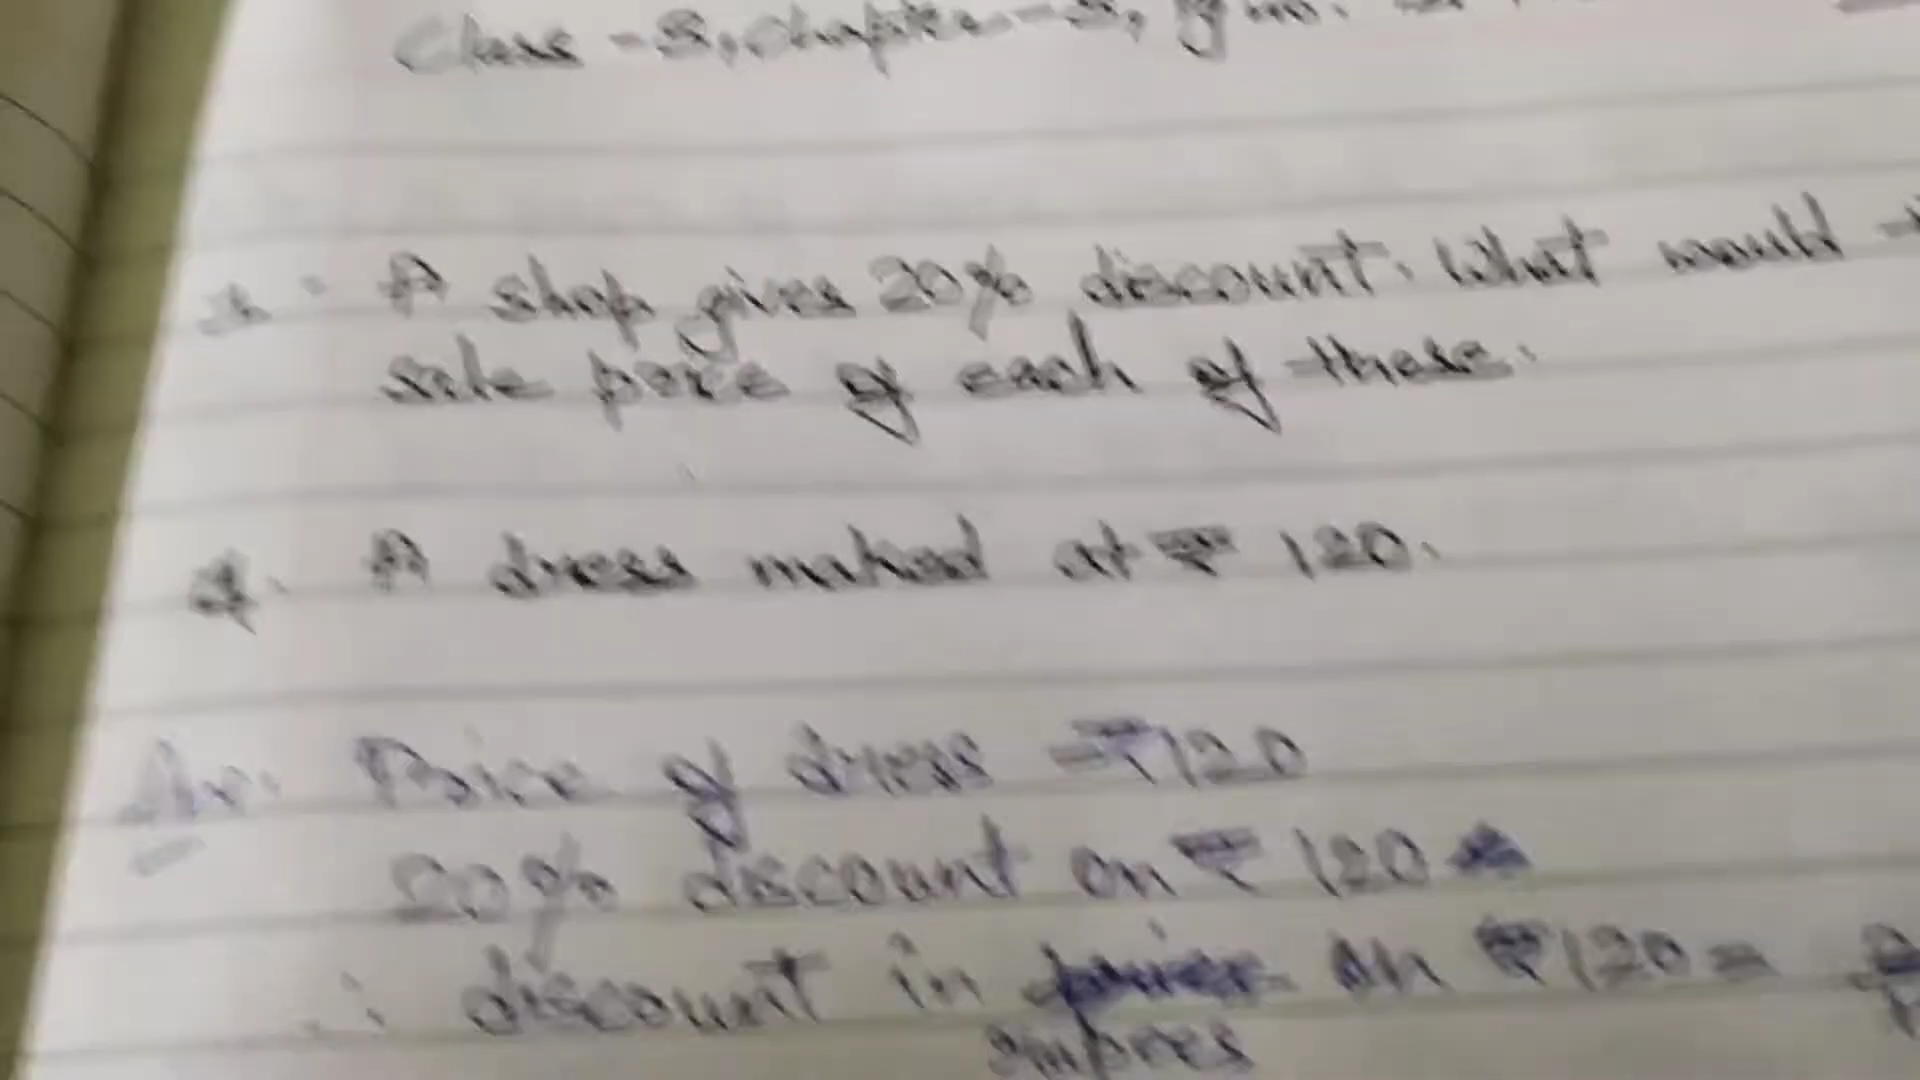 Class - 8, Chapter - 8,
A shop gives 20% discount. What would
sale price of each of these.
A dress marked at ₹ 120.
Ans. Price of dress = ₹120
20% discount on ₹ 120
∴ discount in on ₹120 =
rupees